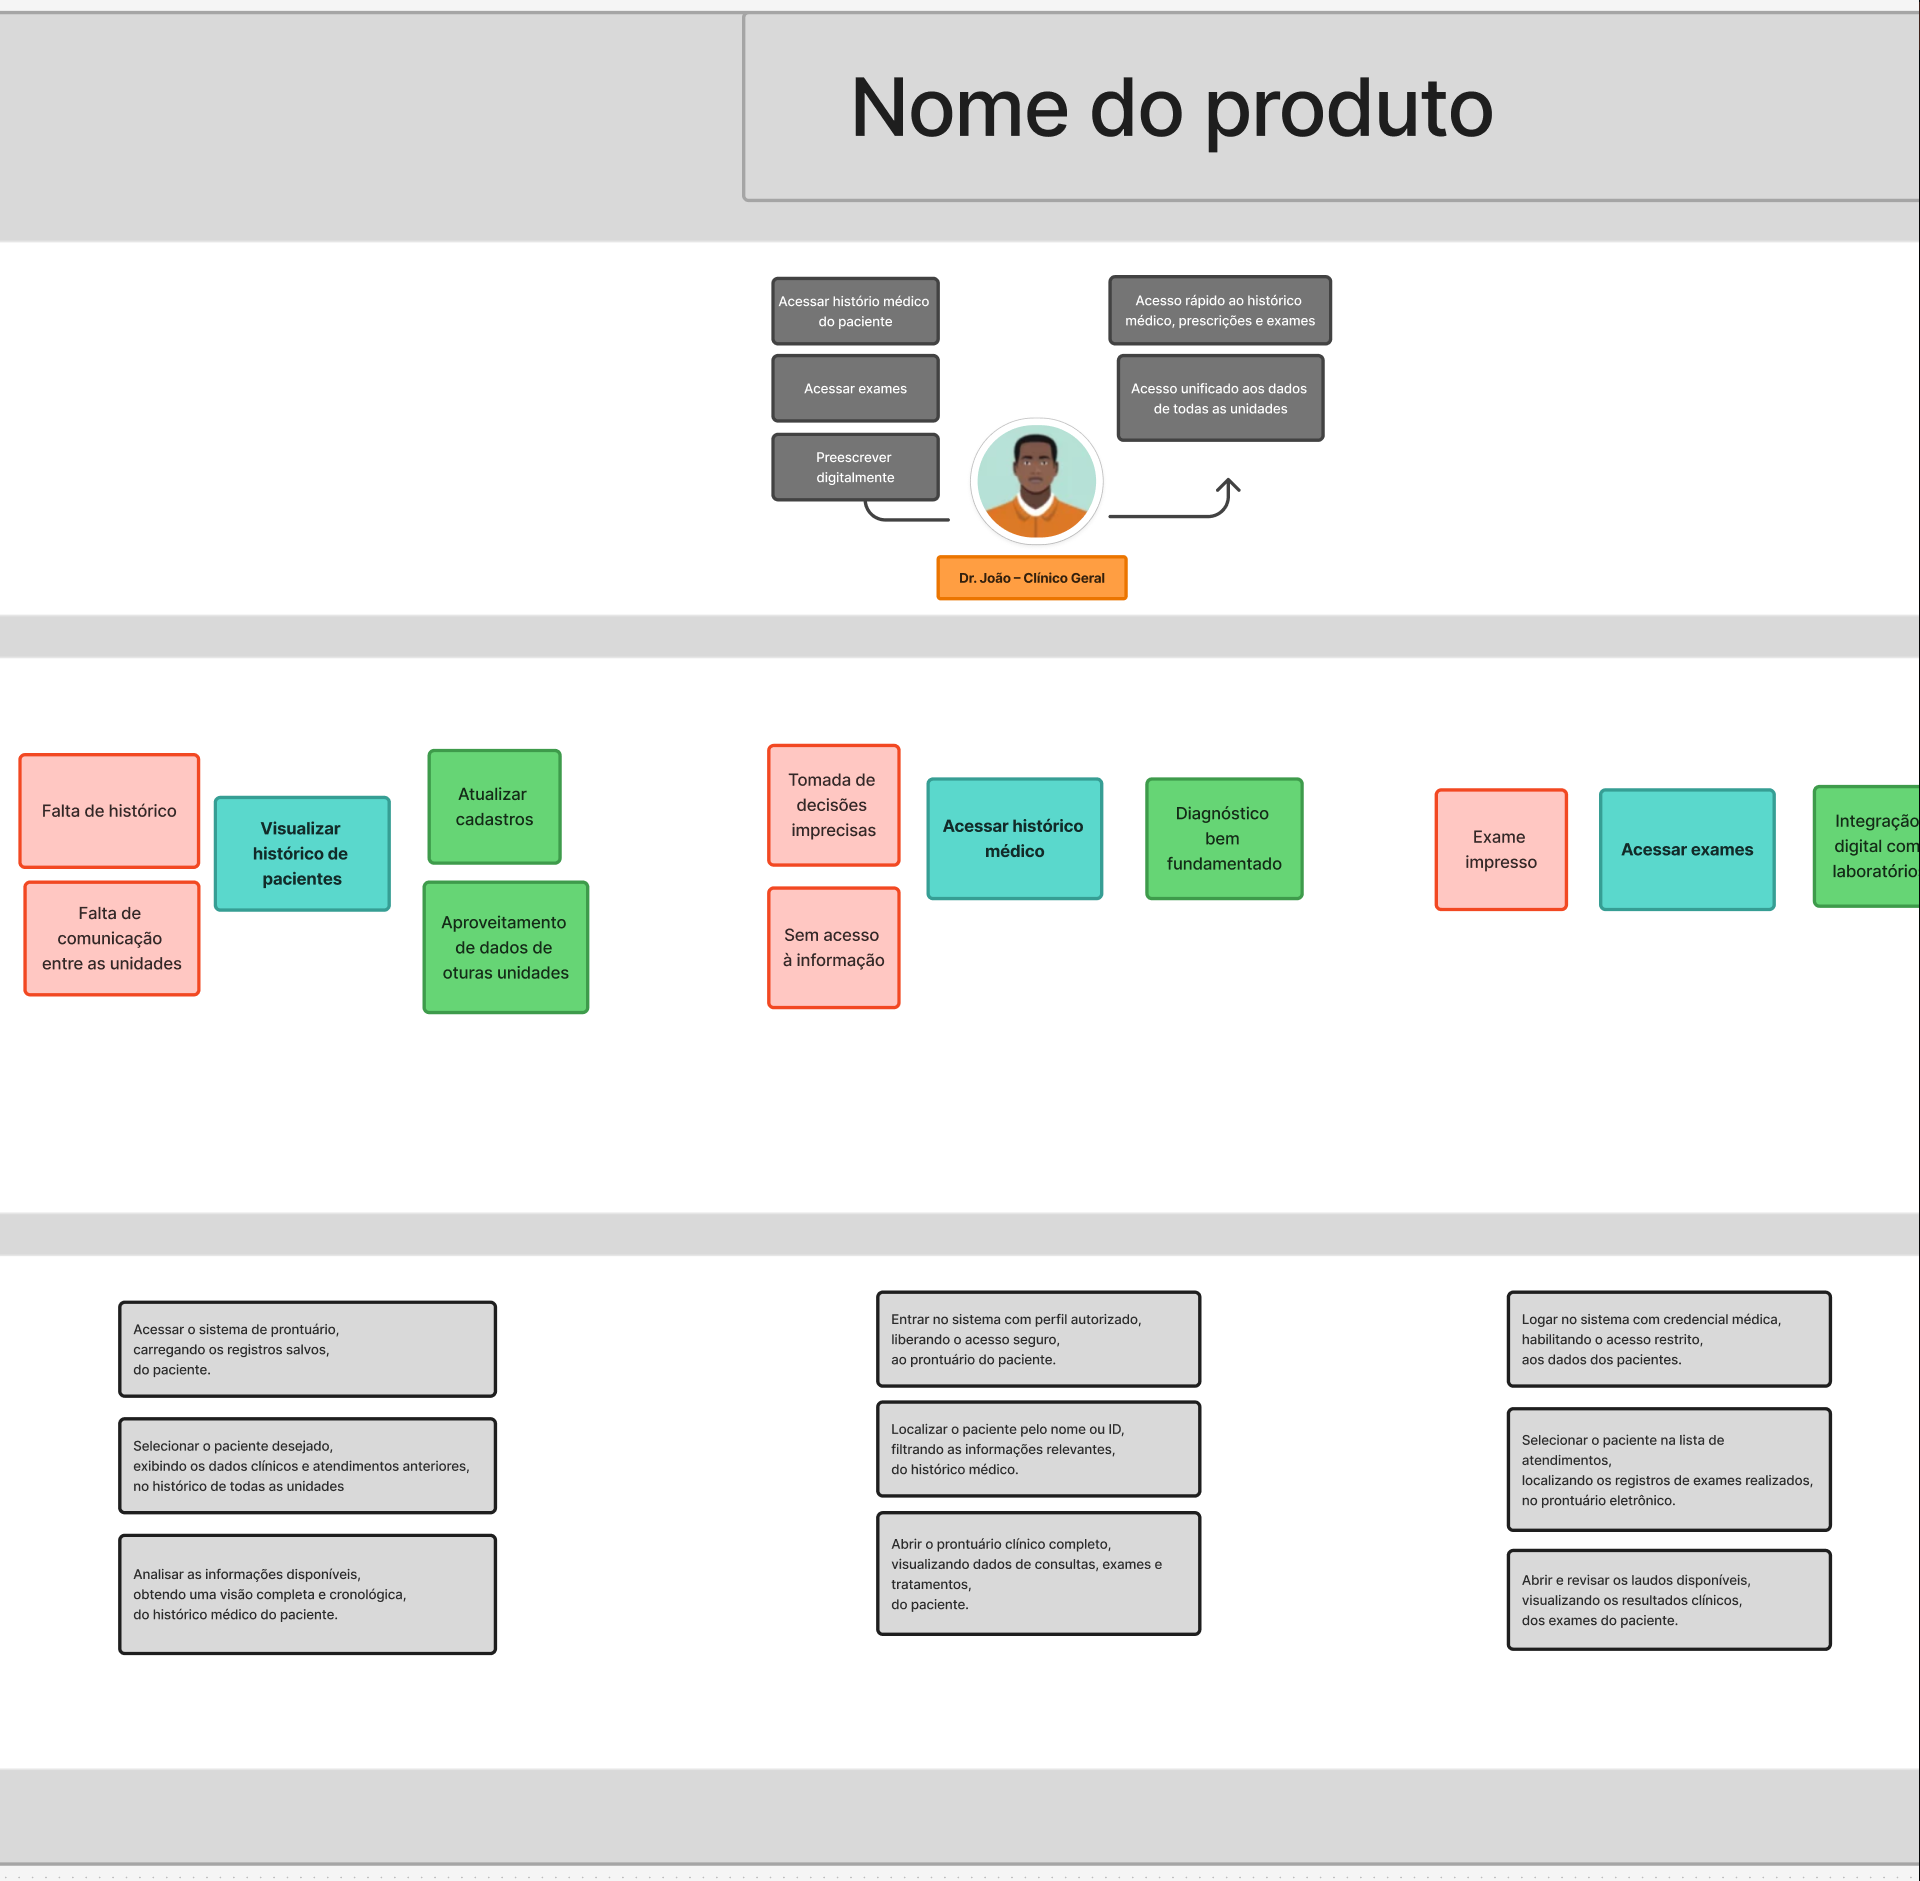 Nome do produto
Acessar histório médico
do paciente
Acessar exames
Preescrever
digitalmente
Acesso rápido ao histórico
médico, prescrições e exames
Acesso unificado aos dados
de todas as unidades
Dr. João – Clínico Geral
Falta de histórico
Falta de
comunicação
entre as unidades
Visualizar
histórico de
pacientes
Atualizar
cadastros
Aproveitamento
de dados de
oturas unidades
Tomada de
decisões
imprecisas
Sem acesso
à informação
Acessar histórico
médico
Diagnóstico
bem
fundamentado
Exame
impresso
Acessar exames
Integração
digital com
laboratório
Acessar o sistema de prontuário,
carregando os registros salvos,
do paciente.
Selecionar o paciente desejado,
exibindo os dados clínicos e atendimentos anteriores,
no histórico de todas as unidades
Analisar as informações disponíveis,
obtendo uma visão completa e cronológica,
do histórico médico do paciente.
Entrar no sistema com perfil autorizado,
liberando o acesso seguro,
ao prontuário do paciente.
Localizar o paciente pelo nome ou ID,
filtrando as informações relevantes,
do histórico médico.
Abrir o prontuário clínico completo,
visualizando dados de consultas, exames e
tratamentos,
do paciente.
Logar no sistema com credencial médica,
habilitando o acesso restrito,
aos dados dos pacientes.
Selecionar o paciente na lista de
atendimentos,
localizando os registros de exames realizados,
no prontuário eletrônico.
Abrir e revisar os laudos disponíveis,
visualizando os resultados clínicos,
dos exames do paciente.